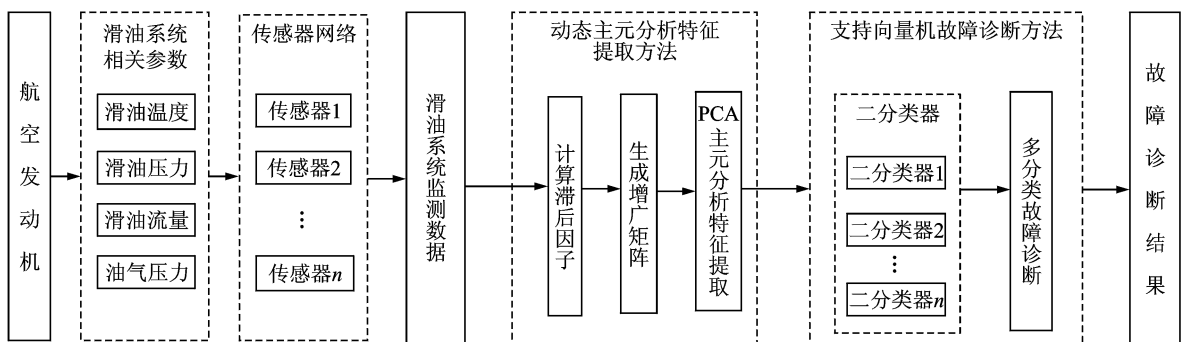 航空发动机
滑油系统
相关参数
滑油温度
滑油压力
滑油流量
油气压力
传感器网络
传感器1
传感器2
⋮
传感器n
滑油系统监测数据
动态主元分析特征
提取方法
计算滞后因子
生成增广矩阵
PCA
主元分析特征提取
支持向量机故障诊断方法
二分类器
二分类器1
二分类器2
⋮
二分类器n
多分类故障诊断
故障诊断结果